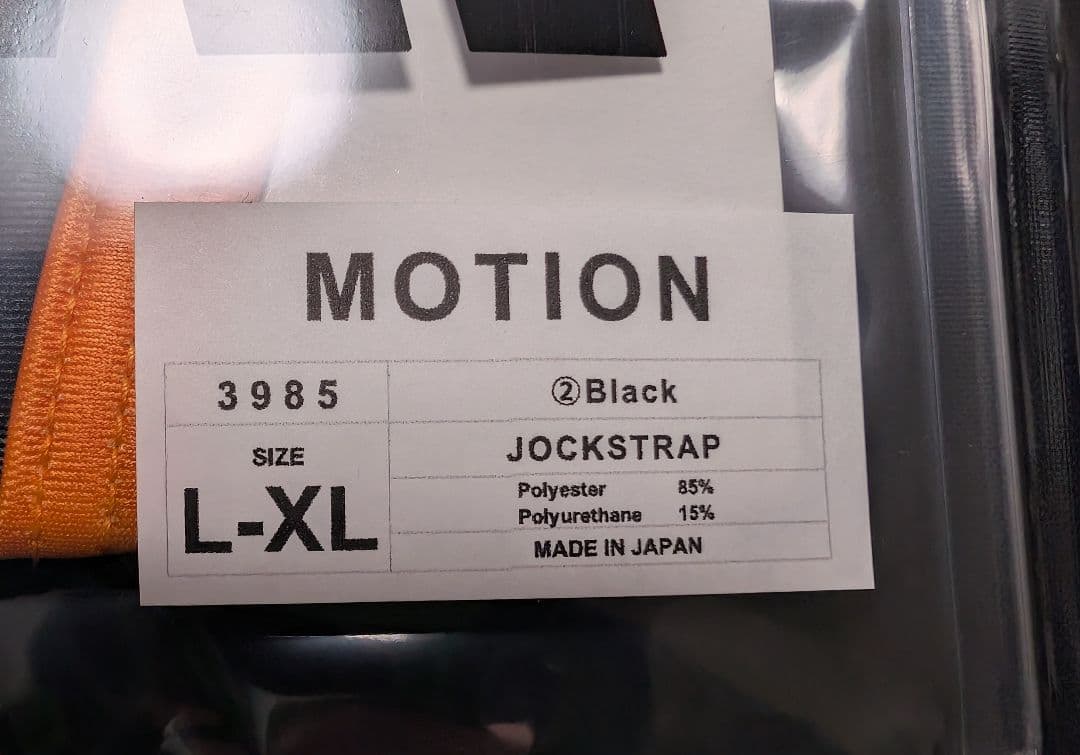 MOTION
3985
②Black
SIZE
L-XL
JOCKSTRAP
Polyester 85%
Polyurethane 15%
MADE IN JAPAN